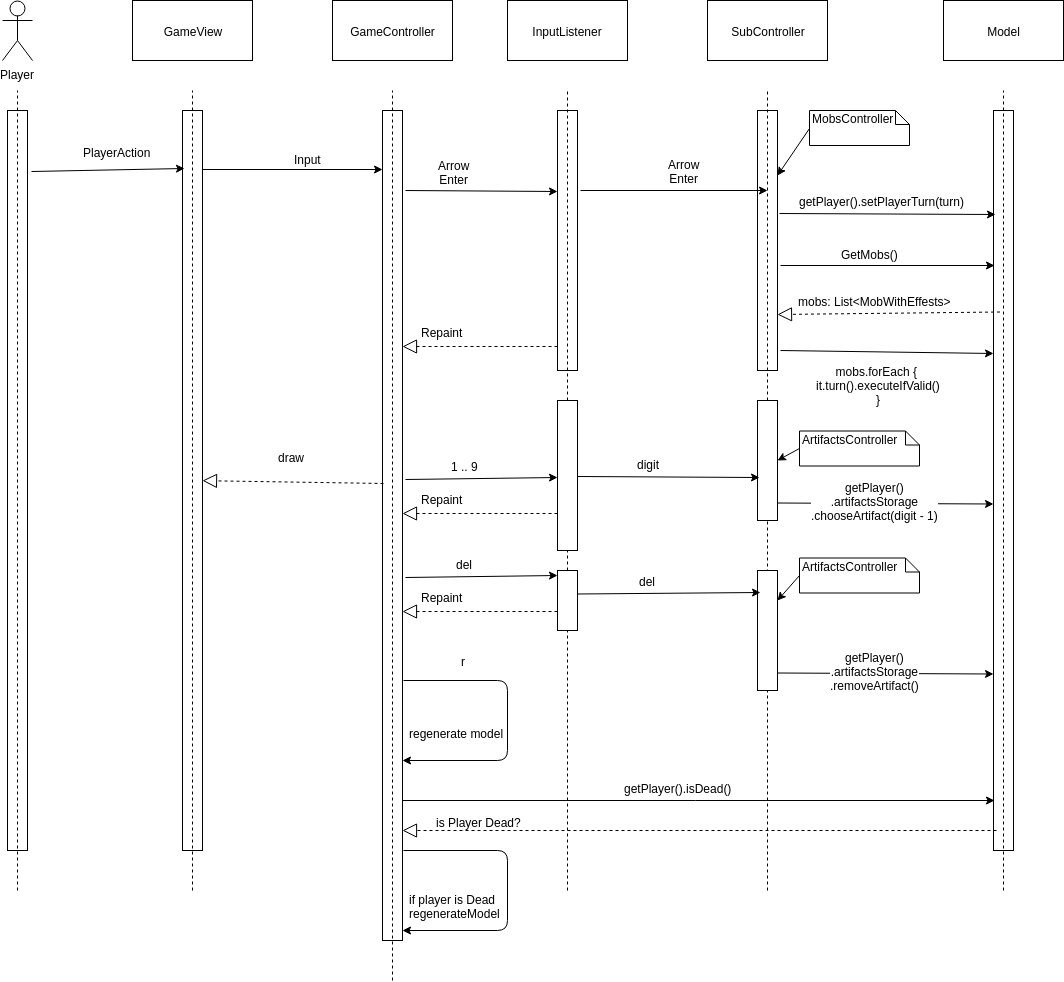 GameView
GameController
InputListener
SubController
Model
Player
MobsController
PlayerAction
Input
Arrow
Enter
Arrow
Enter
getPlayer().setPlayerTurn(turn)
GetMobs()
mobs: List<MobWithEffests>
Repaint
mobs.forEach {
it.turn().executeIfValid()
}
ArtifactsController
draw
1 .. 9
digit
getPlayer()
.artifactsStorage
.chooseArtifact(digit - 1)
Repaint
del
ArtifactsController
del
Repaint
getPlayer()
.artifactsStorage
.removeArtifact()
r
regenerate model
getPlayer().isDead()
is Player Dead?
if player is Dead
regenerateModel